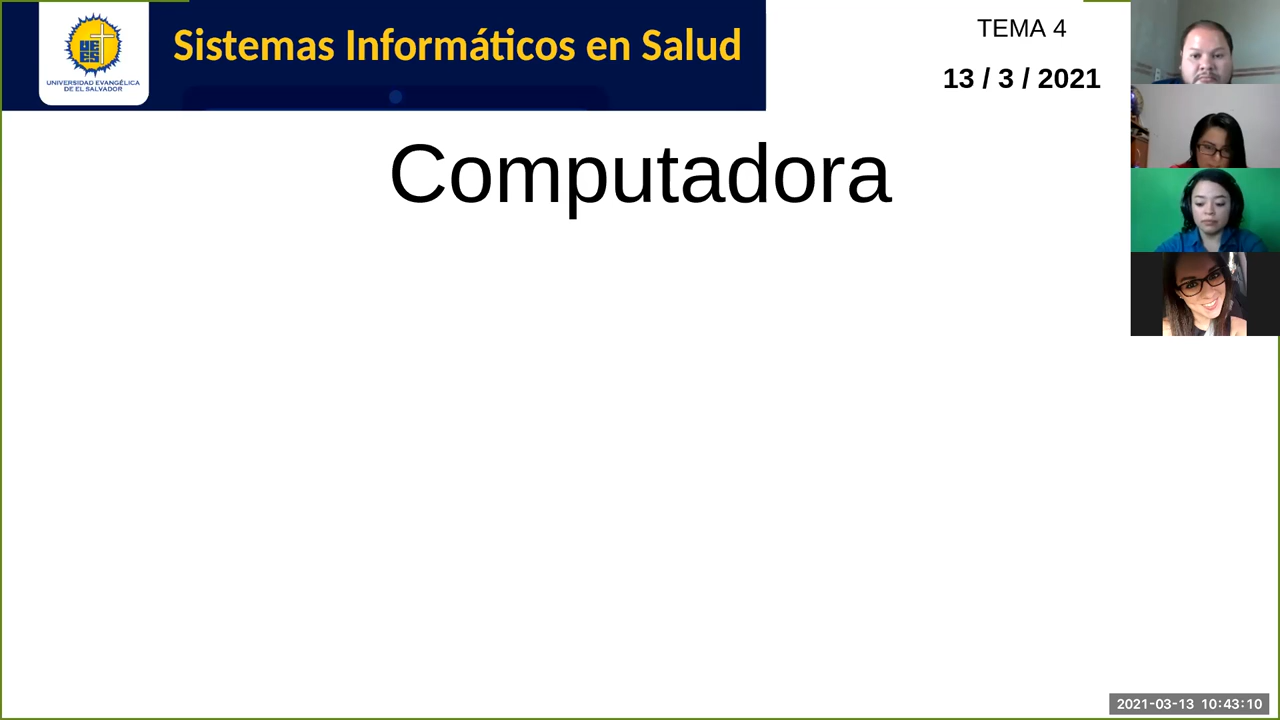 Sistemas Informáticos en Salud
UNIVERSIDAD EVANGÉLICA
DE EL SALVADOR
TEMA 4
13 / 3 / 2021
Computadora
2021-03-13 10:43:10